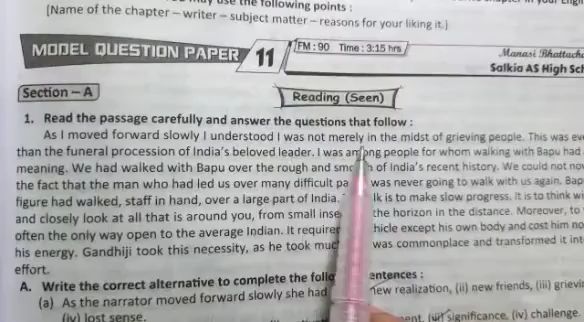 use the following points :
[Name of the chapter – writer – subject matter – reasons for your liking it.]
MODEL QUESTION PAPER 11 FM : 90 Time : 3:15 hrs Manasi Bhattach
Salkia AS High Sch
Section – A
Reading (Seen)
1. Read the passage carefully and answer the questions that follow :
As I moved forward slowly I understood I was not merely in the midst of grieving people. This was ev
than the funeral procession of India's beloved leader. I was among people for whom walking with Bapu had
meaning. We had walked with Bapu over the rough and smo h of India's recent history. We could not no
the fact that the man who had led us over many difficult pa was never going to walk with us again. Bap
figure had walked, staff in hand, over a large part of India. lk is to make slow progress. It is to think wi
and closely look at all that is around you, from small inse the horizon in the distance. Moreover, to
often the only way open to the average Indian. It require hicle except his own body and cost him no
his energy. Gandhiji took this necessity, as he took muc was commonplace and transformed it int
effort.
A. Write the correct alternative to complete the follo entences :
(a) As the narrator moved forward slowly she had new realization, (ii) new friends, (iii) grievi
(iv) lost sense.
significance, (iv) challenge.